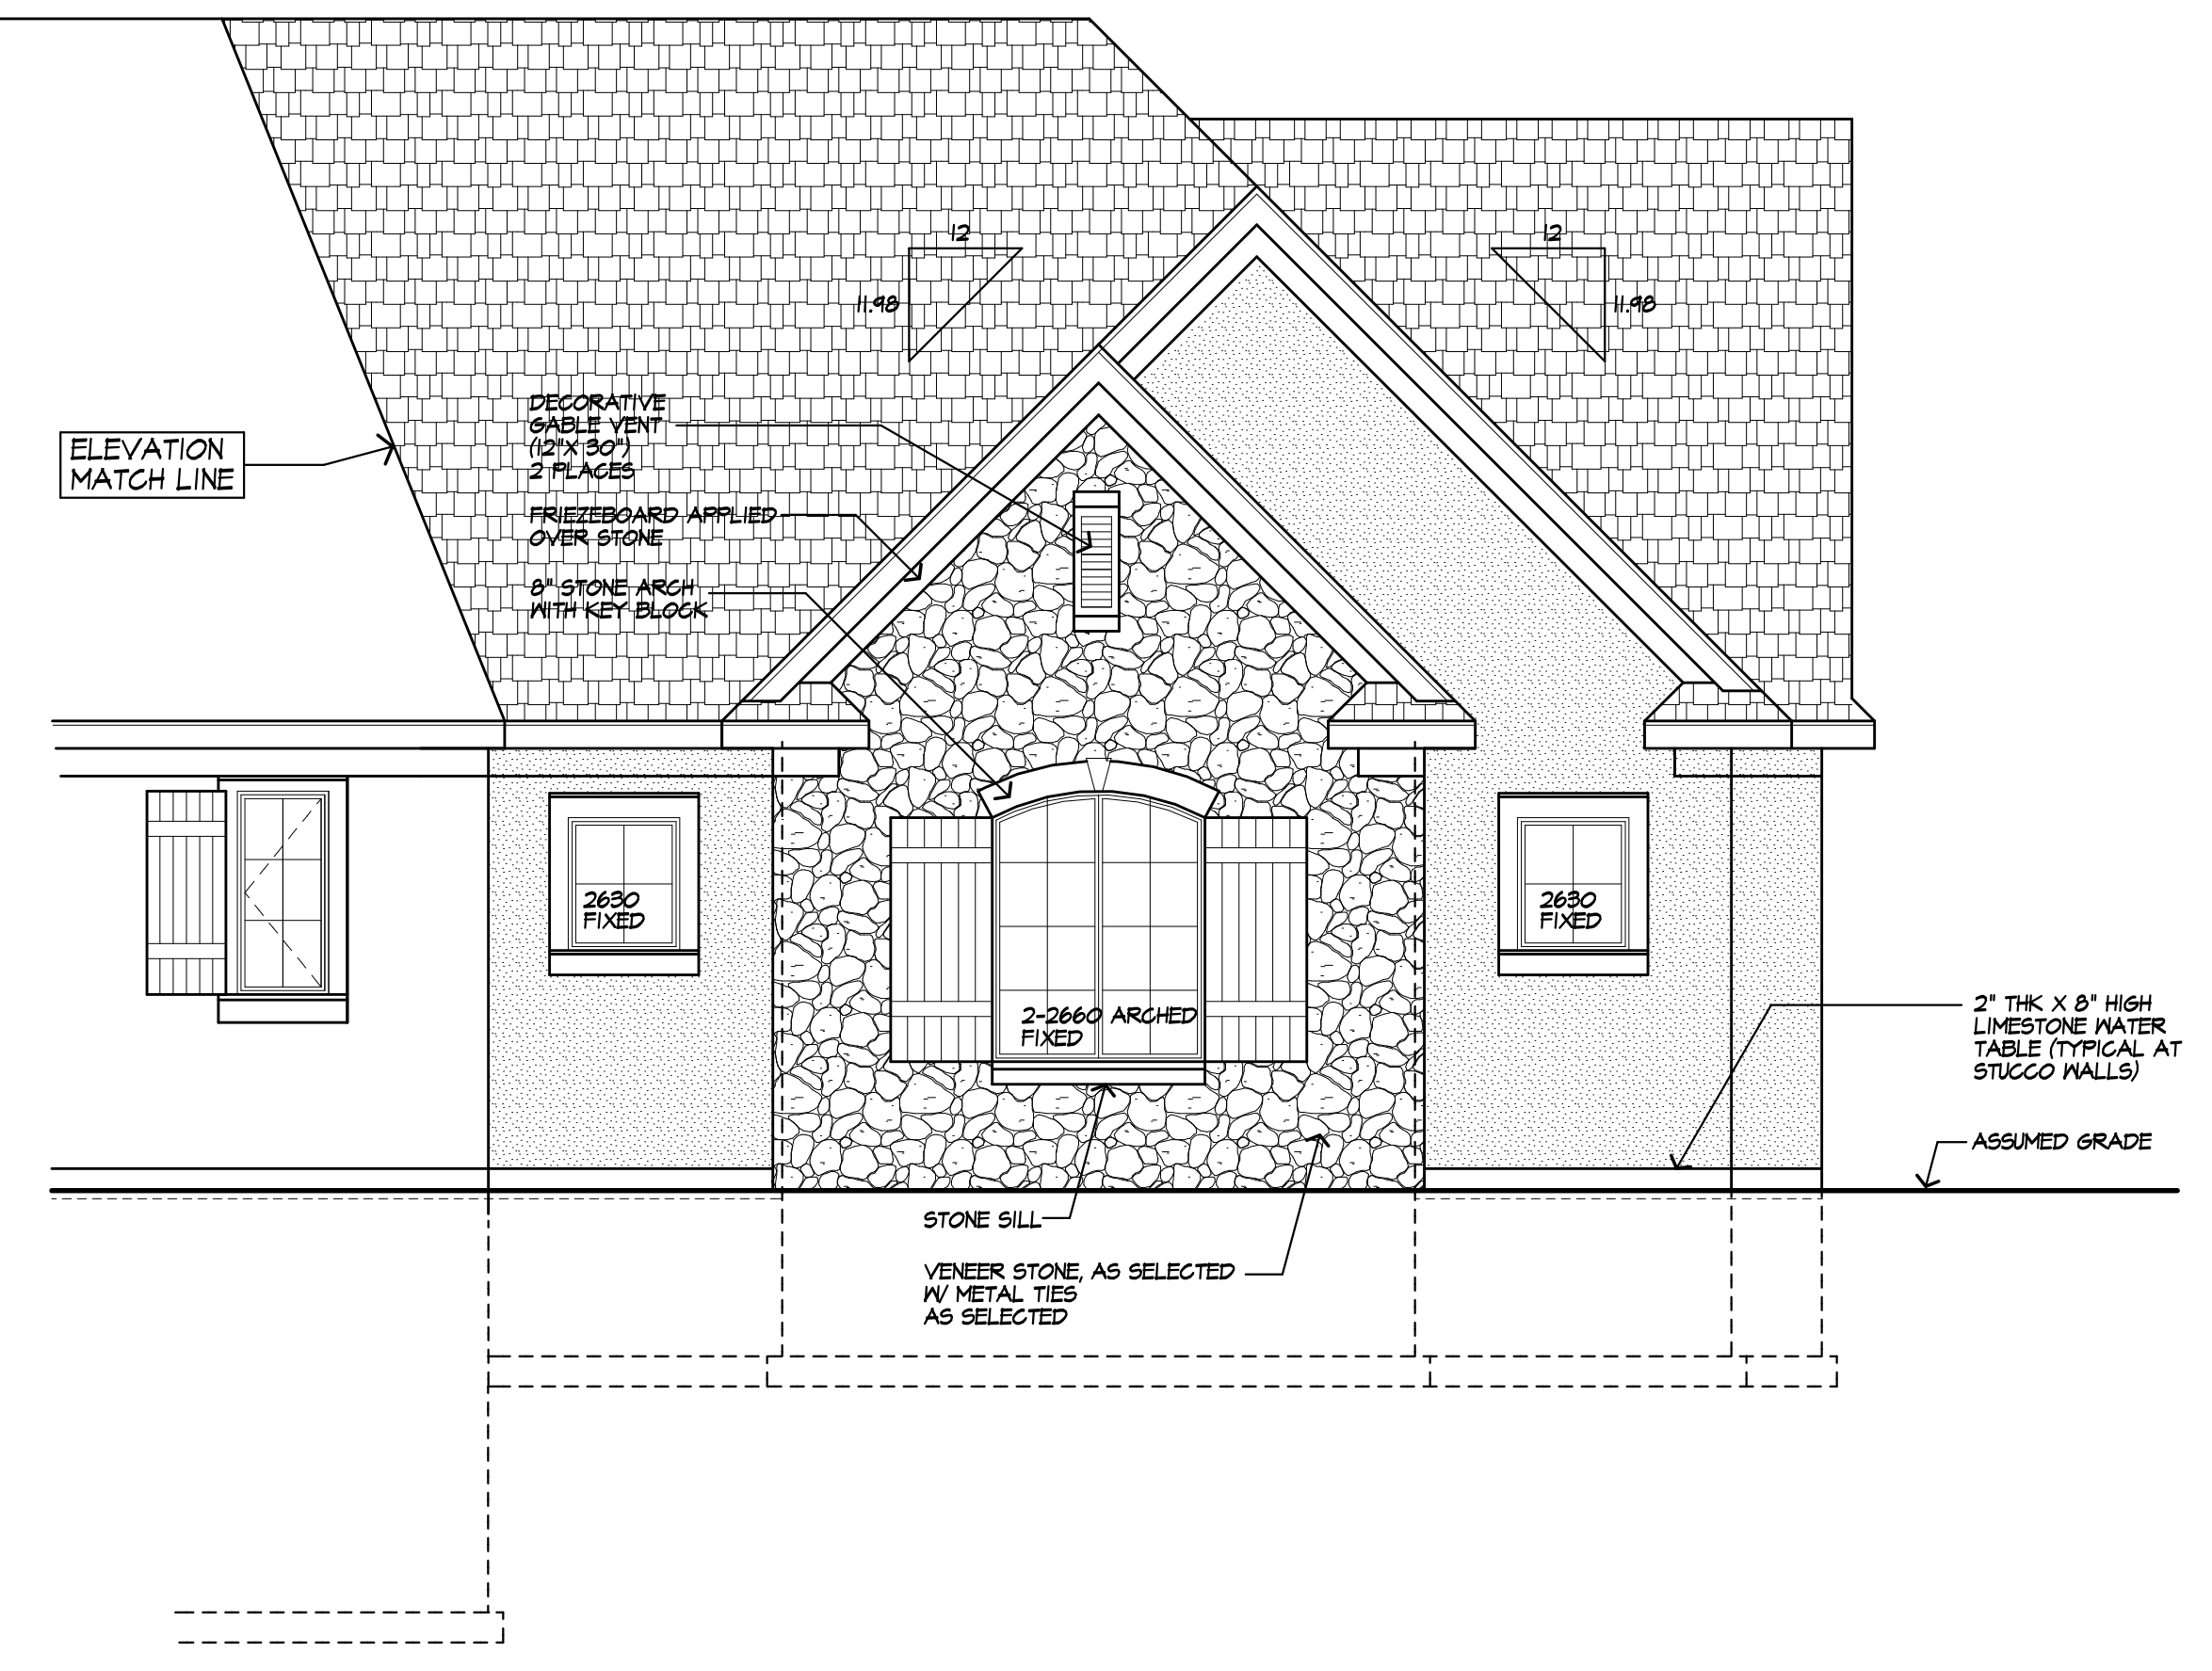 12
12
11.98
11.98
DECORATIVE
GABLE VENT
(12"X 30")
2 PLACES
ELEVATION
MATCH LINE
FRIEZEBOARD APPLIED
OVER STONE
8" STONE ARCH
WITH KEY BLOCK
2630
FIXED
2630
FIXED
2-2660 ARCHED
FIXED
2" THK X 8" HIGH
LIMESTONE WATER
TABLE (TYPICAL AT
STUCCO WALLS)
ASSUMED GRADE
STONE SILL
VENEER STONE, AS SELECTED
W/ METAL TIES
AS SELECTED